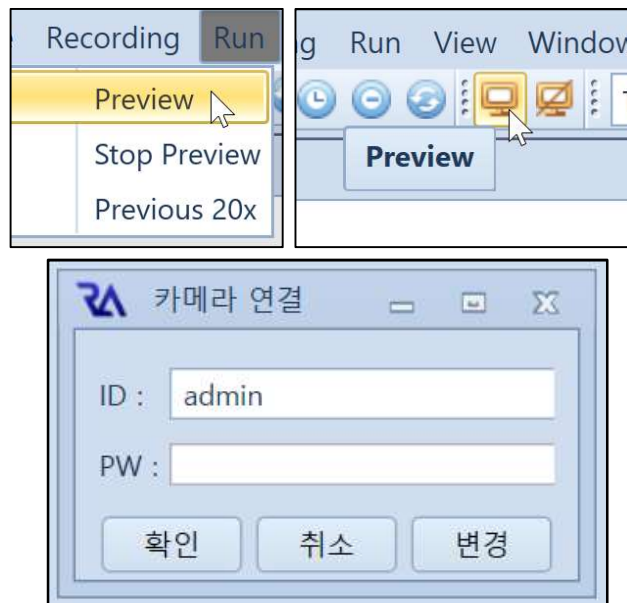 Recording Run
Preview
Stop Preview
Previous 20x
g Run View Window
Preview
카메라 연결
ID : admin
PW :
확인 취소 변경